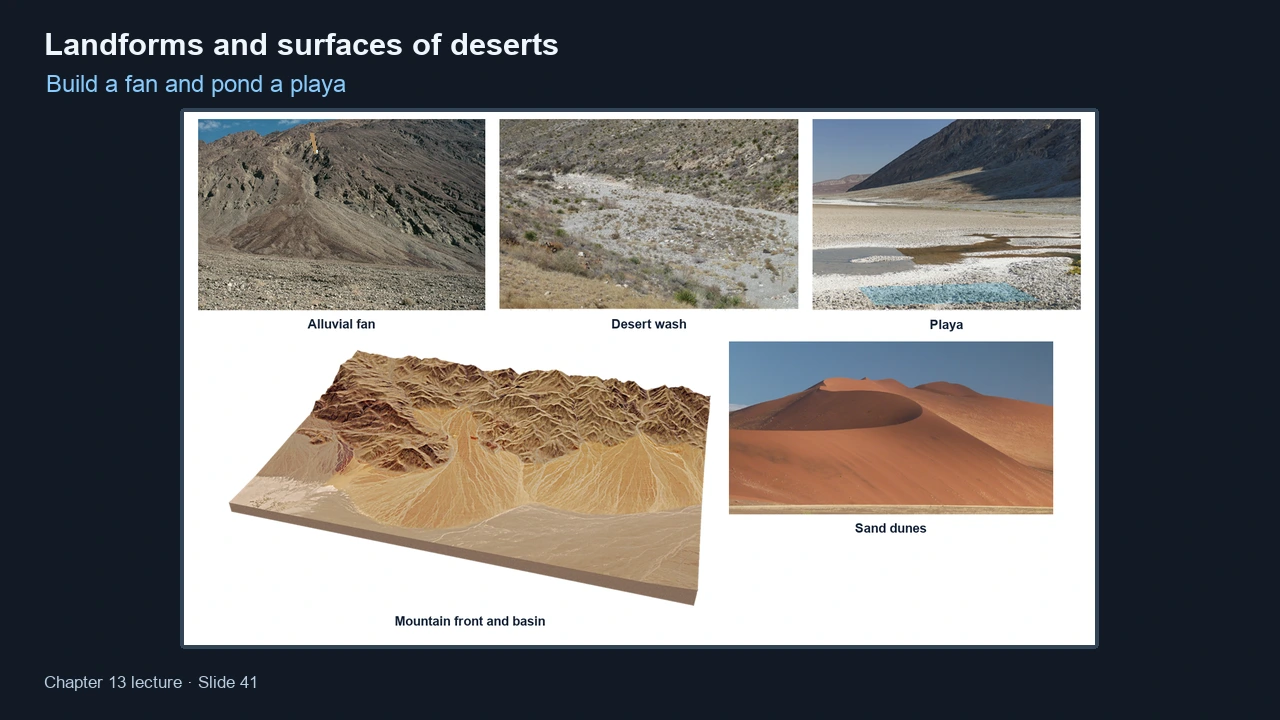 Landforms and surfaces of deserts
Build a fan and pond a playa
Alluvial fan
Desert wash
Playa
Sand dunes
Mountain front and basin
Chapter 13 lecture · Slide 41